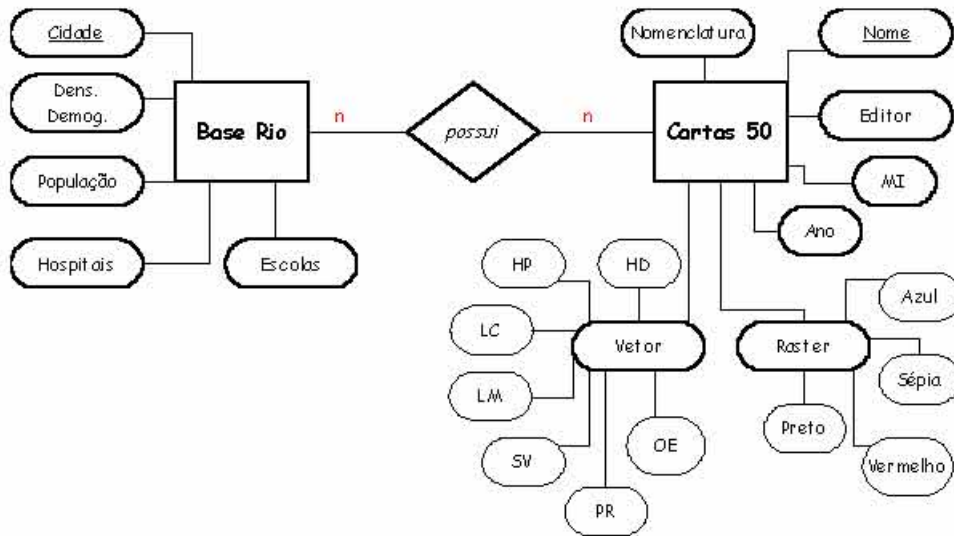 Cidade
Dens.
Demog.
População
Hospitais
Escolas
Base Rio
n
possui
n
Cartas 50
Nomenclatura
Nome
Editor
MI
Ano
HP
HD
LC
Vetor
LM
SV
OE
PR
Raster
Azul
Sépia
Preto
Vermelho